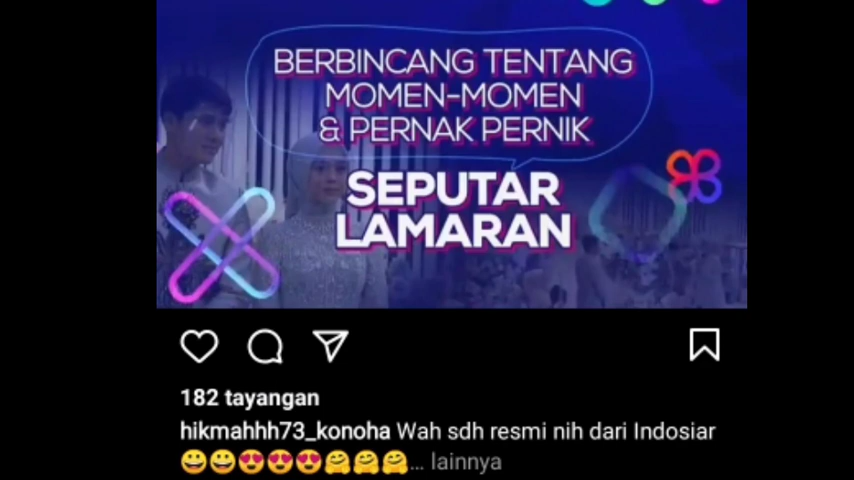 BERBINCANG TENTANG
MOMEN-MOMEN
& PERNAK PERNIK
SEPUTAR
LAMARAN
182 tayangan
hikmahhh73_konoha Wah sdh resmi nih dari Indosiar
😀😀😍😍😍🤗🤗🤗... lainnya